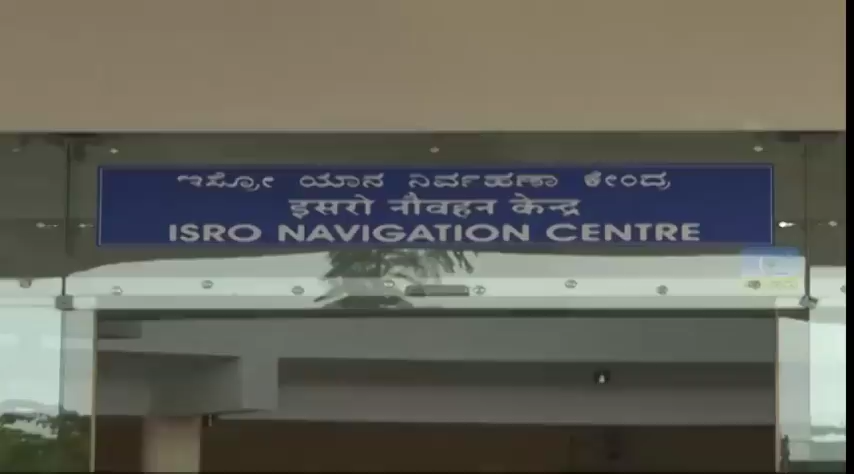 ಇಸ್ರೋ ಯಾನ ನಿರ್ವಹಣಾ ಕೇಂದ್ರ
इसरो नौवहन केन्द्र
ISRO NAVIGATION CENTRE